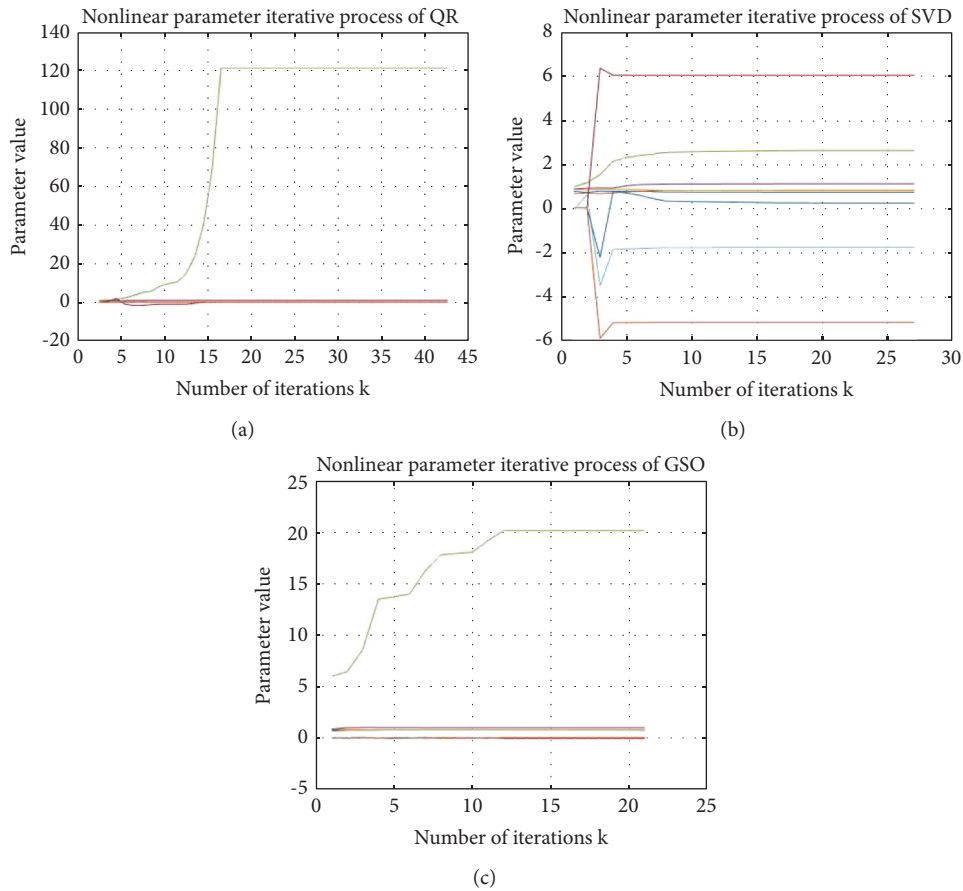 Nonlinear parameter iterative process of QR
140
120
100
80
60
40
20
0
-20
Parameter value
0 5 10 15 20 25 30 35 40 45
Number of iterrations k
(a)
Nonlinear parameter iterative process of SVD
8
6
4
2
0
-2
-4
-6
Parameter value
0 5 10 15 20 25 30
Number of iterrations k
(b)
Nonlinear parameter iterative process of GSO
25
20
15
10
5
0
-5
Parameter value
0 5 10 15 20 25
Number of iterrations k
(c)